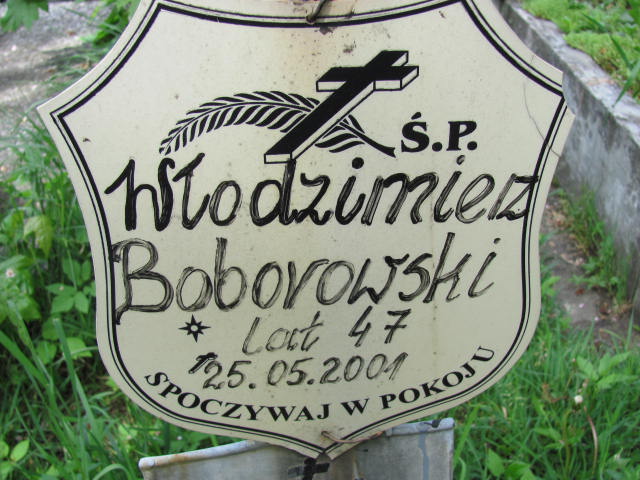 Ś.P.
Włodzimierz
Boborowski
Lat 47
25.05.2001
SPOCZYWAJ W POKOJU